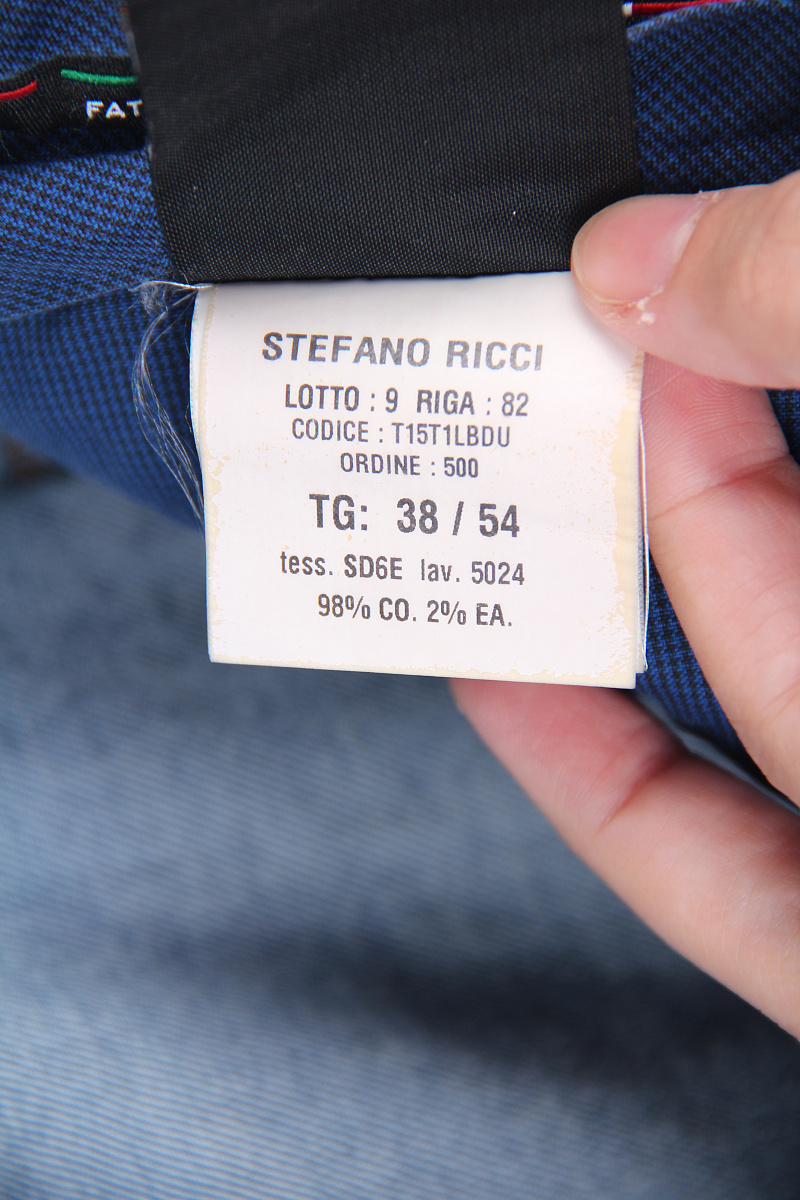 FAT
STEFANO RICCI
LOTTO : 9 RIGA : 82
CODICE : T15T1LBDU
ORDINE : 500
TG: 38 / 54
tess. SD6E lav. 5024
98% CO. 2% EA.